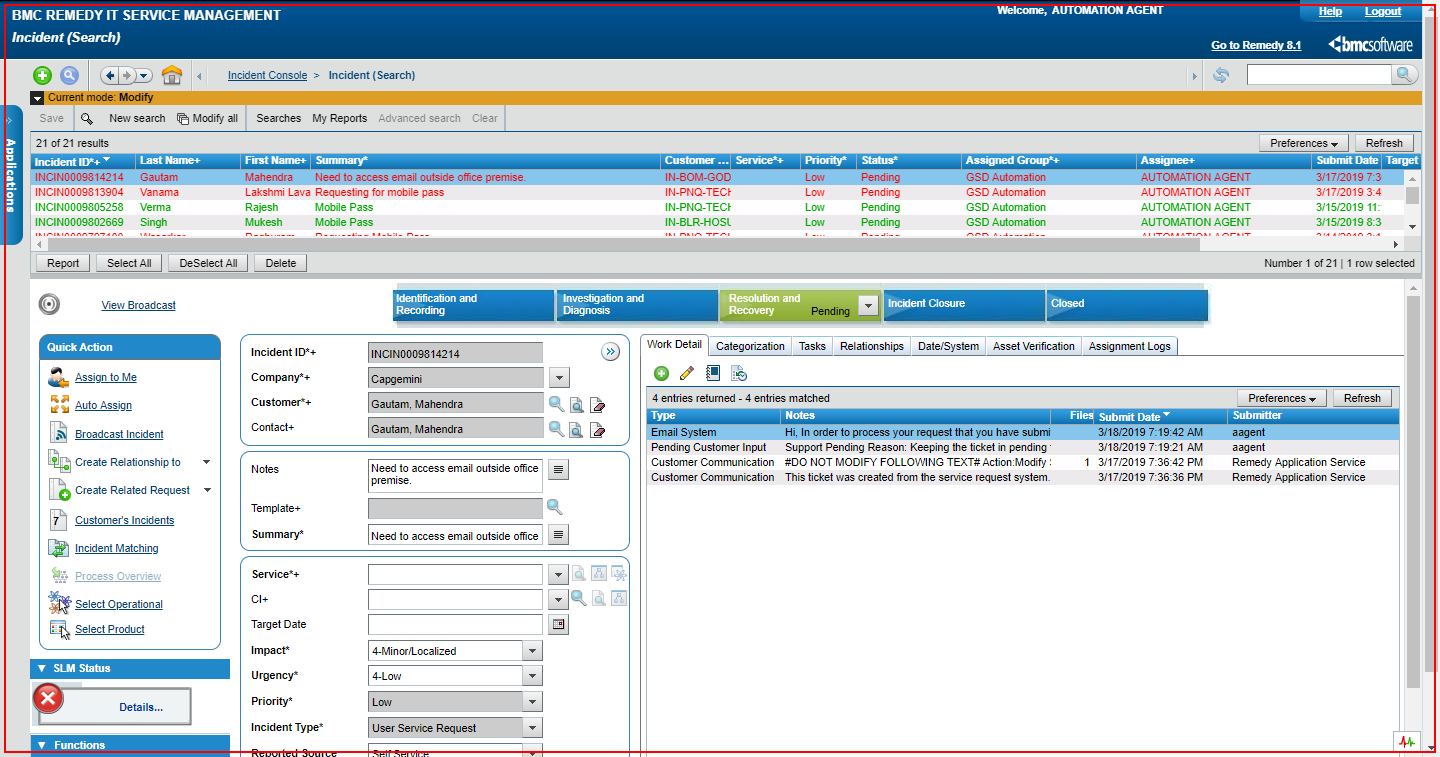 BMC REMEDY IT SERVICE MANAGEMENT
Welcome, AUTOMATION AGENT
Help Logout
Incident (Search)
Go to Remedy 8.1
bmcsoftware
Incident Console > Incident (Search)
Current mode: Modify
Save New search Modify all Searches My Reports Advanced search Clear
Applications
21 of 21 results
Preferences Refresh
Incident ID*+ Last Name+ First Name+ Summary* Customer ... Service*+ Priority* Status* Assigned Group*+ Assignee+ Submit Date Target
INCIN0009814214 Gautam Mahendra Need to access email outside office premise. IN-BOM-GOD Low Pending GSD Automation AUTOMATION AGENT 3/17/2019 7:3
INCIN0009813904 Vanama Lakshmi Lava Requesting for mobile pass IN-PNQ-TECH Low Pending GSD Automation AUTOMATION AGENT 3/17/2019 3:4
INCIN0009805258 Verma Rajesh Mobile Pass IN-PNQ-TECH Low Pending GSD Automation AUTOMATION AGENT 3/15/2019 11:
INCIN0009802669 Singh Mukesh Mobile Pass IN-BLR-HOSU Low Pending GSD Automation AUTOMATION AGENT 3/15/2019 8:3
Requesting Mobile Pass IN-PNQ-TECH Low Pending GSD Automation AUTOMATION AGENT
Report Select All DeSelect All Delete
Number 1 of 21 | 1 row selected
View Broadcast
Identification and Recording
Investigation and Diagnosis
Resolution and Recovery Pending
Incident Closure
Closed
Quick Action
Assign to Me
Auto Assign
Broadcast Incident
Create Relationship to
Create Related Request
7 Customer's Incidents
Incident Matching
Process Overview
Select Operational
Select Product
SLM Status
Details...
Functions
Incident ID*+ INCIN0009814214
Company*+ Capgemini
Customer*+ Gautam, Mahendra
Contact+ Gautam, Mahendra
Notes Need to access email outside office
premise.
Template+
Summary* Need to access email outside office
Service*+
CI+
Target Date
Impact* 4-Minor/Localized
Urgency* 4-Low
Priority* Low
Incident Type* User Service Request
Reported Source Self Service
Work Detail Categorization Tasks Relationships Date/System Asset Verification Assignment Logs
4 entries returned - 4 entries matched
Preferences Refresh
Type Notes Files Submit Date Submitter
Email System Hi, In order to process your request that you have submi 3/18/2019 7:19:42 AM aagent
Pending Customer Input Support Pending Reason: Keeping the ticket in pending 3/18/2019 7:19:21 AM aagent
Customer Communication #DO NOT MODIFY FOLLOWING TEXT# Action:Modify 1 3/17/2019 7:36:42 PM Remedy Application Service
Customer Communication This ticket was created from the service request system. 3/17/2019 7:36:36 PM Remedy Application Service